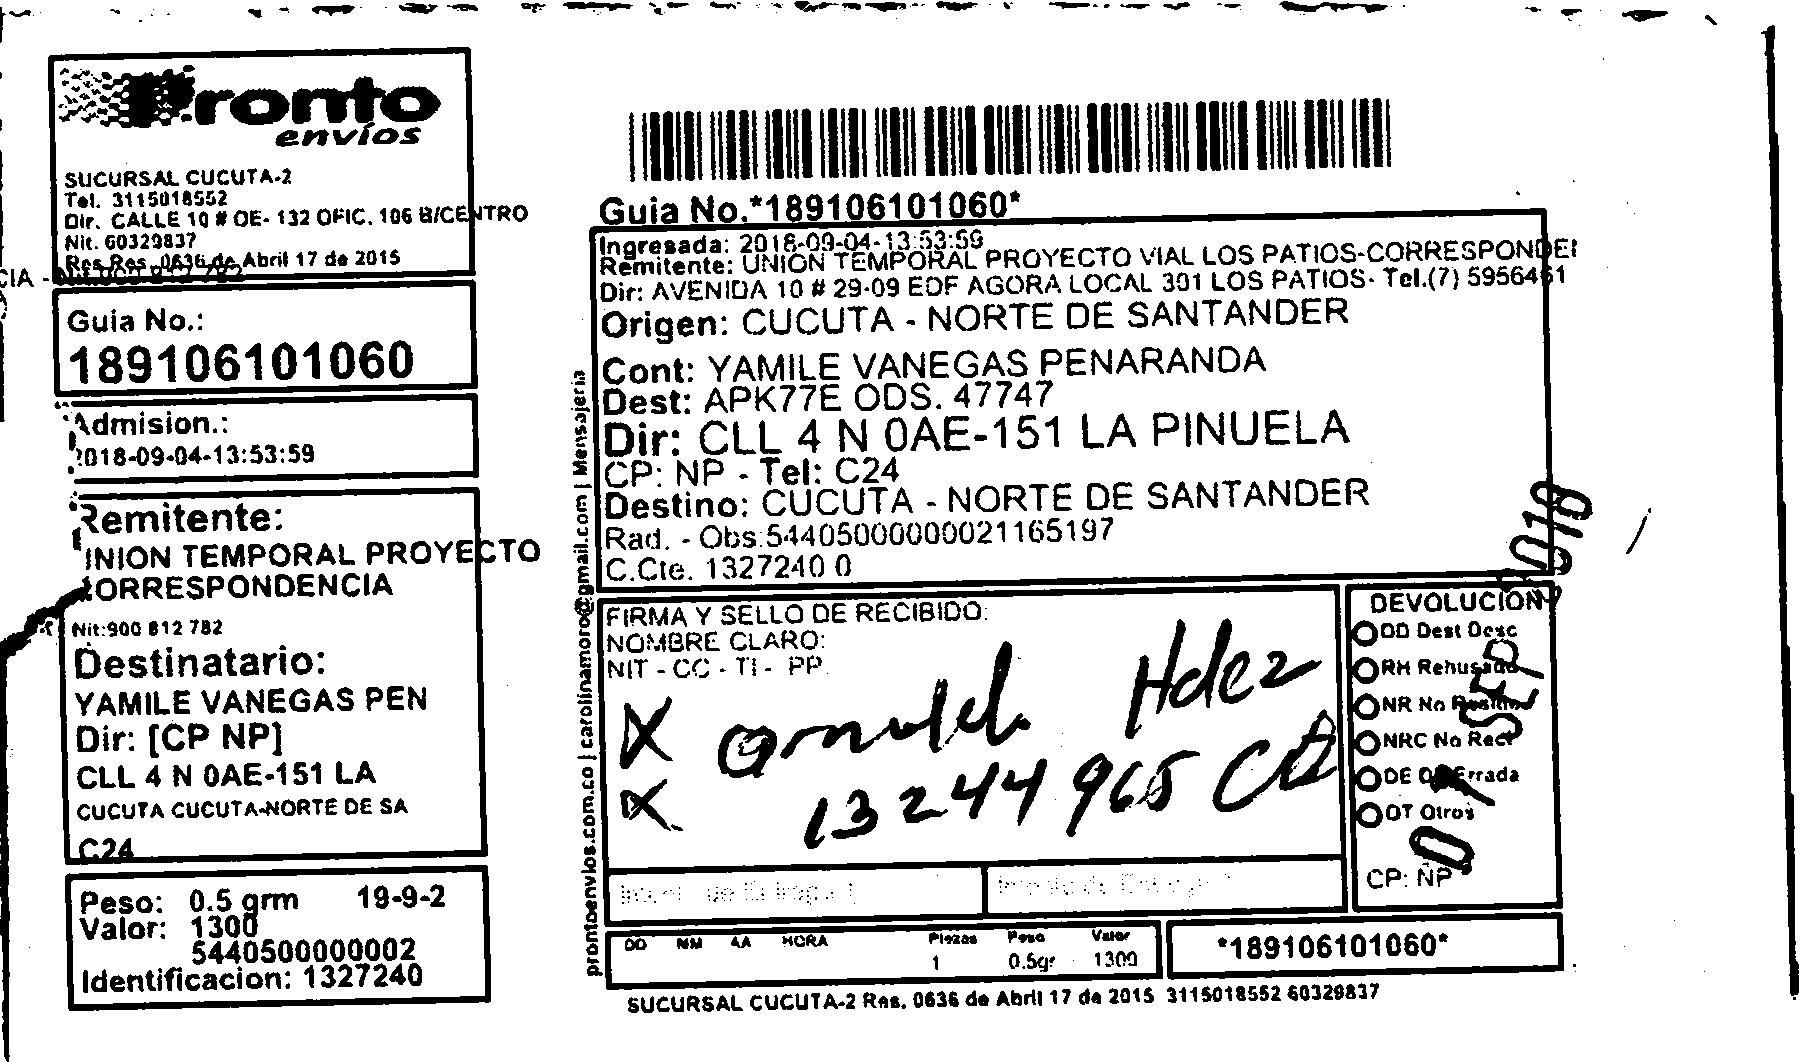 Pronto
envíos
SUCURSAL CUCUTA-2
Tel. 3115018552
Dir. CALLE 10 # OE- 132 OFIC. 106 B/CENTRO
Nit. 60329837
Res Res. 0636 de Abril 17 de 2015
Guia No.:
189106101060
Admision.:
2018-09-04-13:53:59
Remitente:
UNION TEMPORAL PROYECTO
CORRESPONDENCIA
Nit:900 812 782
Destinatario:
YAMILE VANEGAS PEN
Dir: [CP NP]
CLL 4 N 0AE-151 LA
CUCUTA CUCUTA-NORTE DE SA
C24
Peso: 0.5 grm 19-9-2
Valor: 1300
5440500000002
Identificacion: 1327240
prontoenvios.com.co | carolinamoro@gmail.com | Mensajeria
Guia No.*189106101060*
Ingresada: 2018-09-04-13:53:59
Remitente: UNION TEMPORAL PROYECTO VIAL LOS PATIOS-CORRESPONDE
Dir: AVENIDA 10 # 29-09 EDF AGORA LOCAL 301 LOS PATIOS- Tel.(7) 5956461
Origen: CUCUTA - NORTE DE SANTANDER
Cont: YAMILE VANEGAS PENARANDA
Dest: APK77E ODS. 47747
Dir: CLL 4 N 0AE-151 LA PINUELA
CP: NP - Tel: C24
Destino: CUCUTA - NORTE DE SANTANDER
Rad. - Obs:54405000000021165197
C.Cte. 1327240 0
FIRMA Y SELLO DE RECIBIDO:
NOMBRE CLARO:
NIT - CC - TI - PP
X Hdez
X 13244965
DEVOLUCION
DD Dest Desc
RH Rehusado
NR No Reside
NRC No Recl
DE Dir Errada
OT Otros
CP: NP
DD MM AA HORA Piezas Peso Valor
1 0.5gr 1300
*189106101060*
SUCURSAL CUCUTA-2 Res. 0636 de Abril 17 de 2015 3115018552 60329837